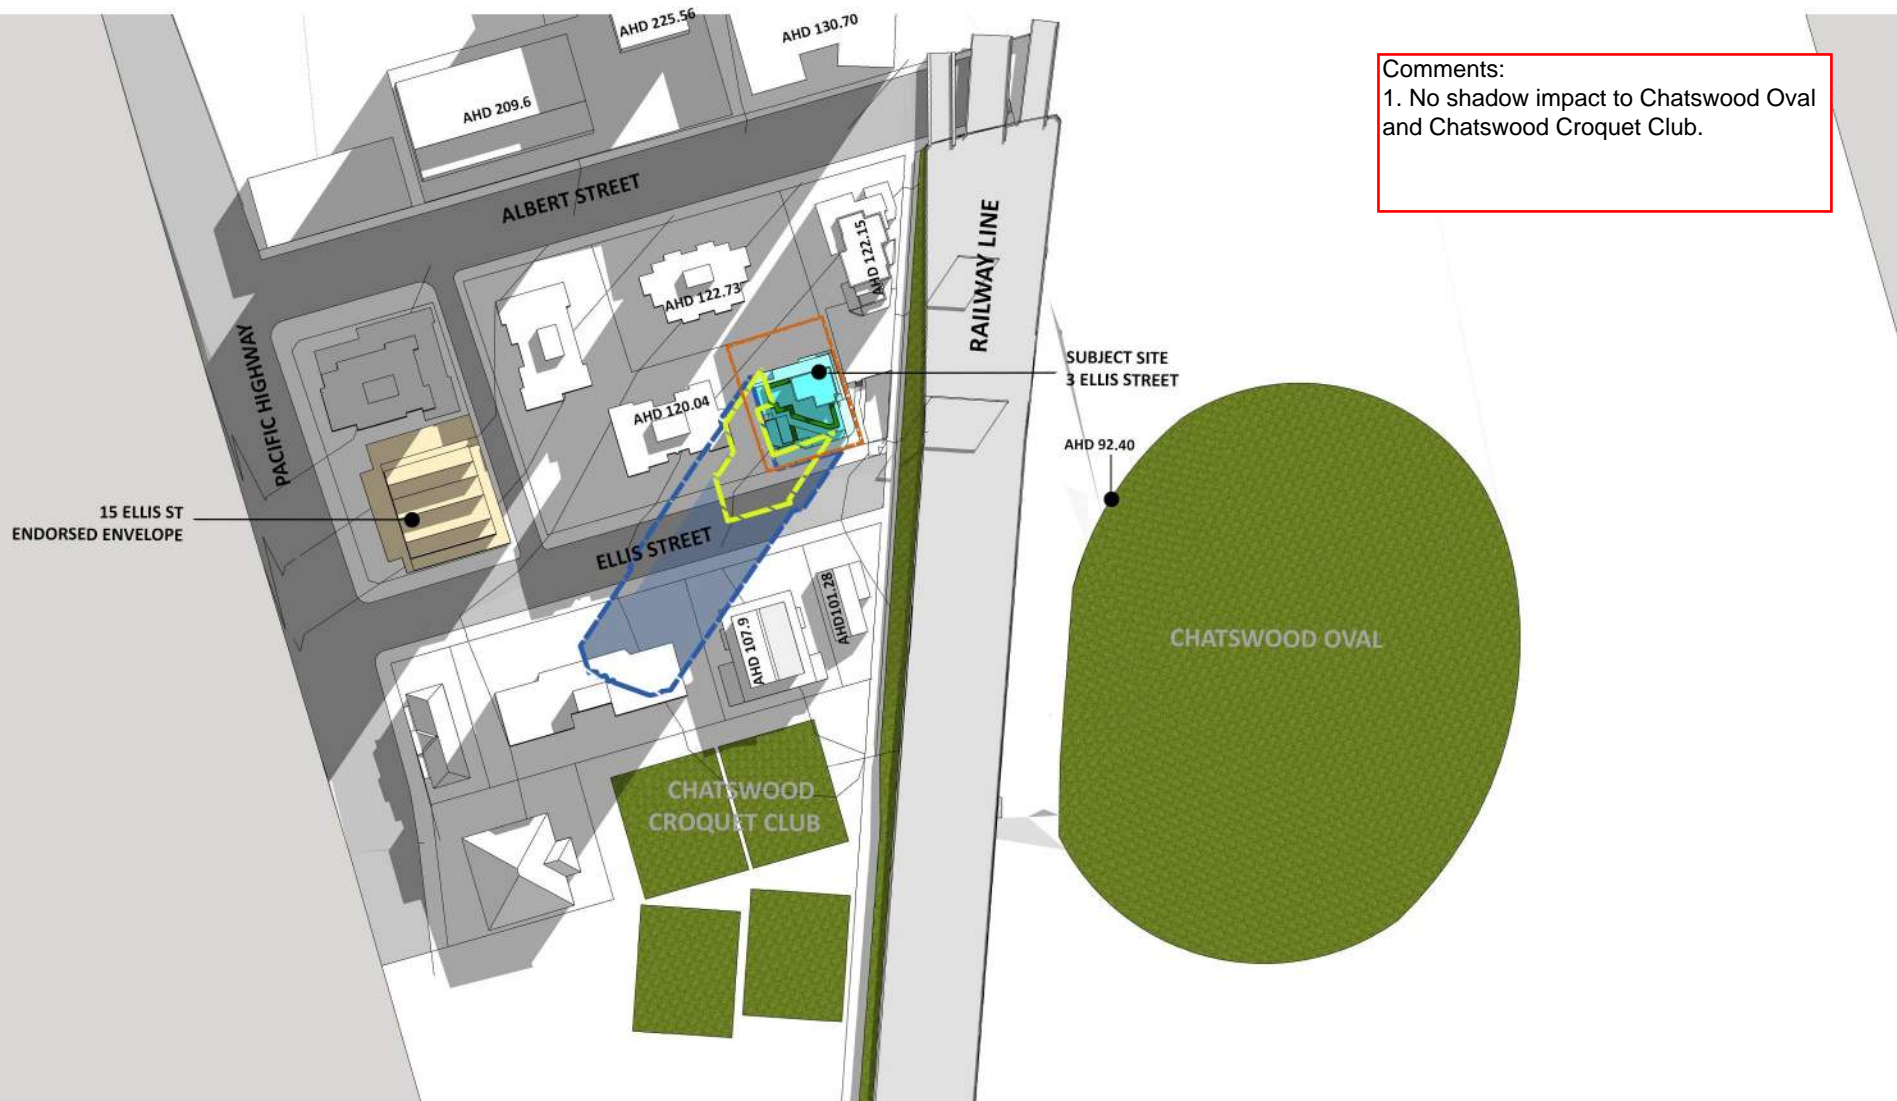 AHD 225.56
AHD 130.70
Comments:
1. No shadow impact to Chatswood Oval
and Chatswood Croquet Club.
AHD 209.6
ALBERT STREET
AHD 122.15
RAILWAY LINE
AHD 122.73
PACIFIC HIGHWAY
SUBJECT SITE
3 ELLIS STREET
AHD 120.04
AHD 92.40
15 ELLIS ST
ENDORSED ENVELOPE
ELLIS STREET
AHD101.28
AHD 107.9
CHATSWOOD OVAL
CHATSWOOD
CROQUET CLUB